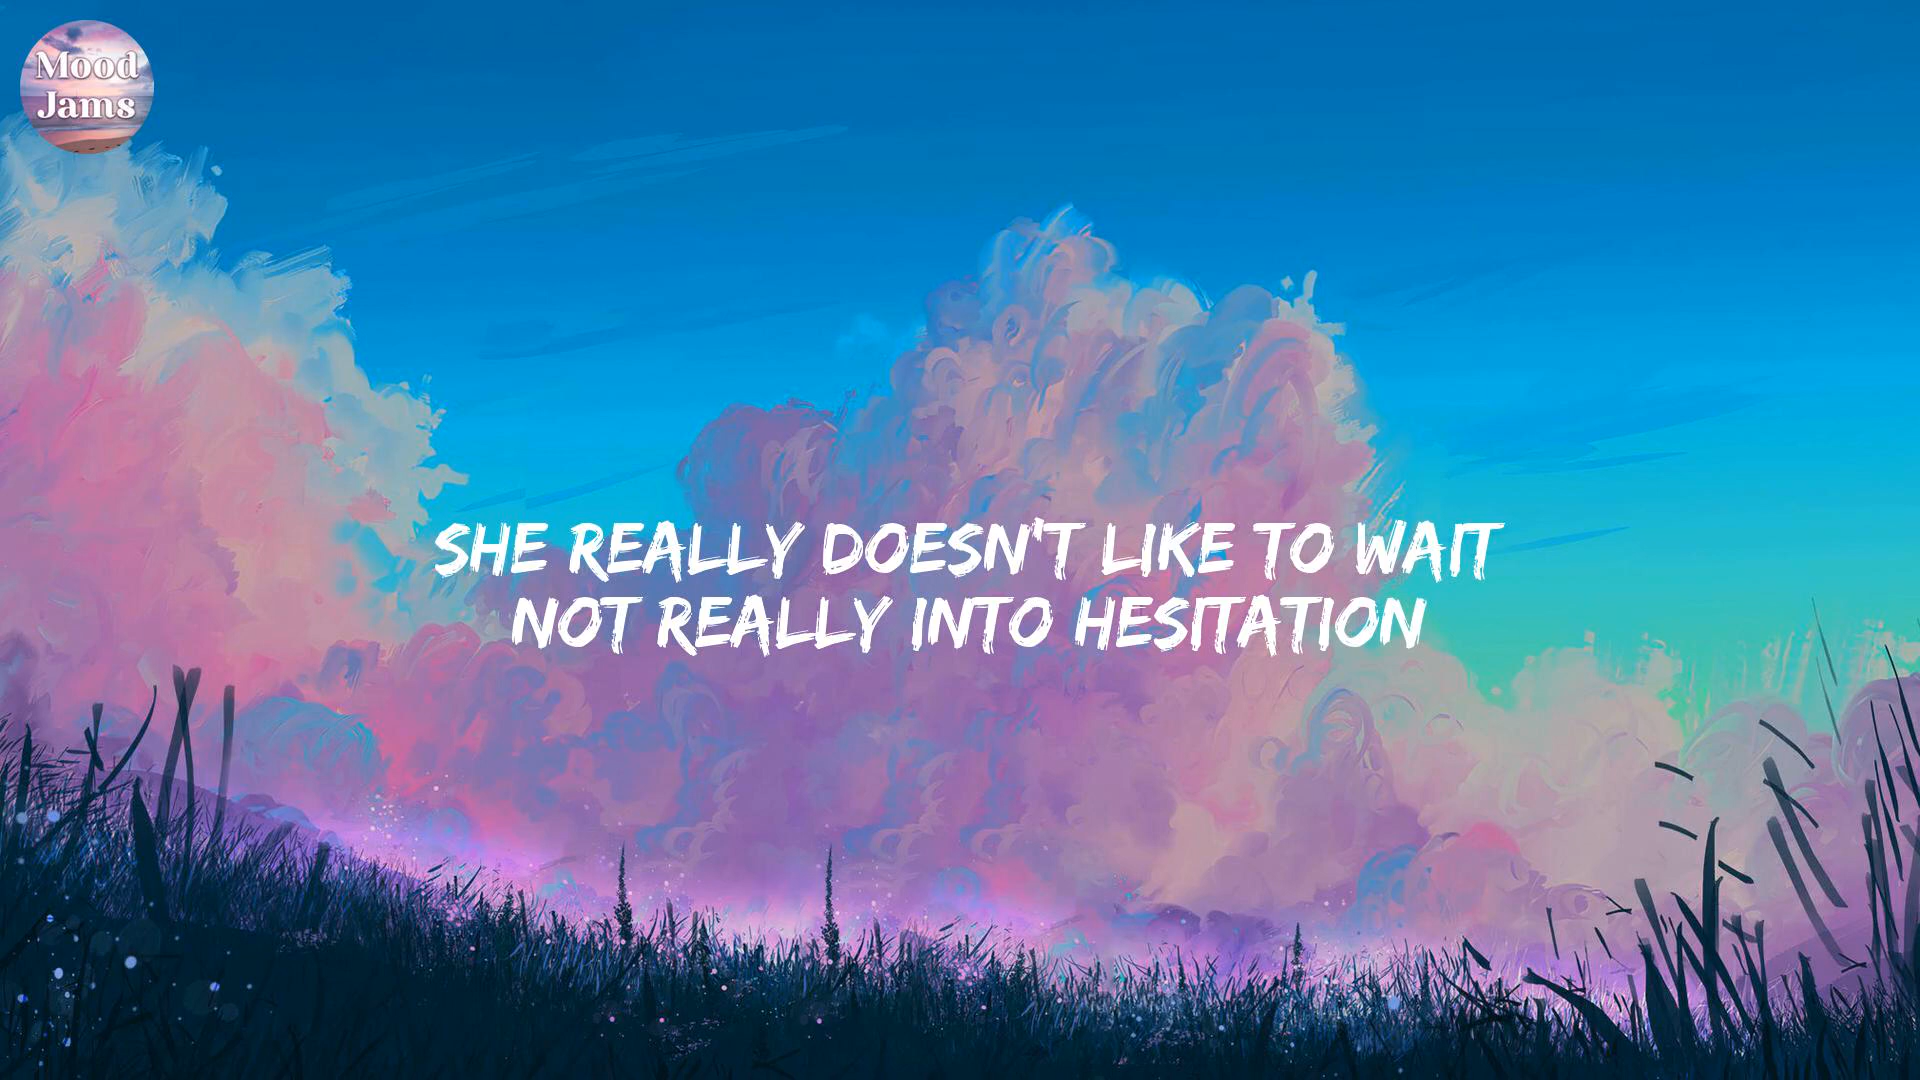 Mood
Jams
SHE REALLY DOESN'T LIKE TO WAIT
NOT REALLY INTO HESITATION